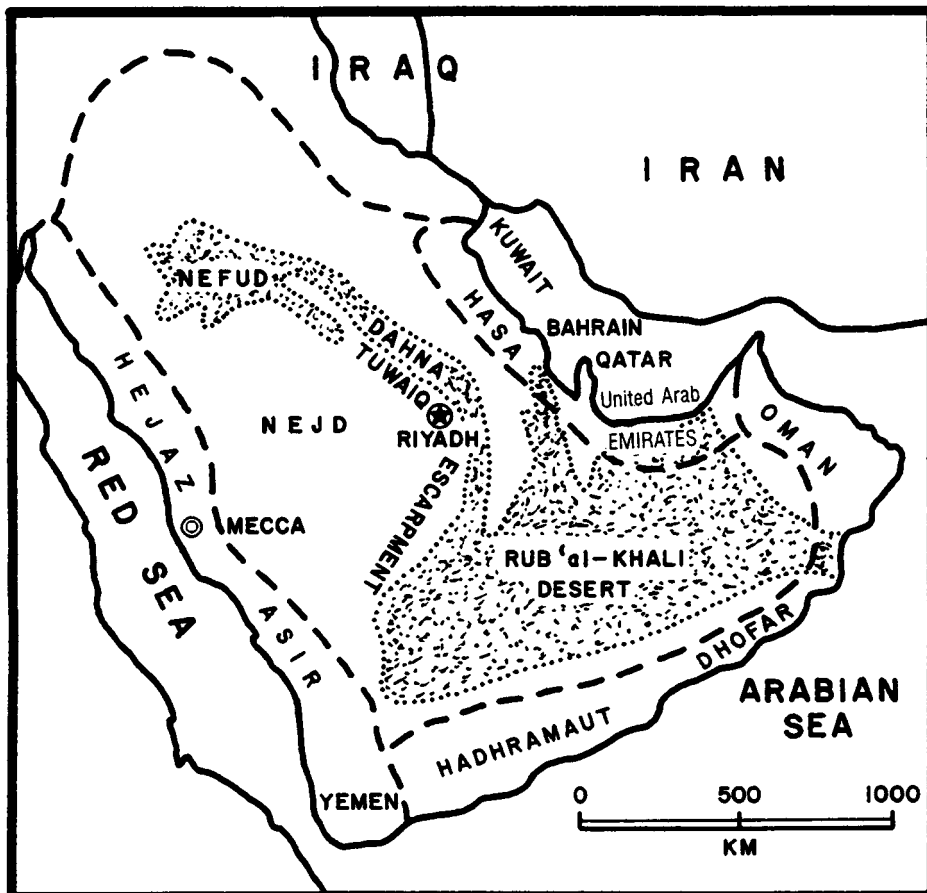 IRAQ
IRAN
KUWAIT
NEFUD
HASA
DAHNA
TUWAIQ
BAHRAIN
QATAR
United Arab
EMIRATES
OMAN
HEJAZ
NEJD
RIYADH
ESCARPMENT
RED SEA
MECCA
RUB 'al-KHALI
DESERT
ASIR
DHOFAR
ARABIAN
SEA
HADHRAMAUT
YEMEN
0 500 1000
KM